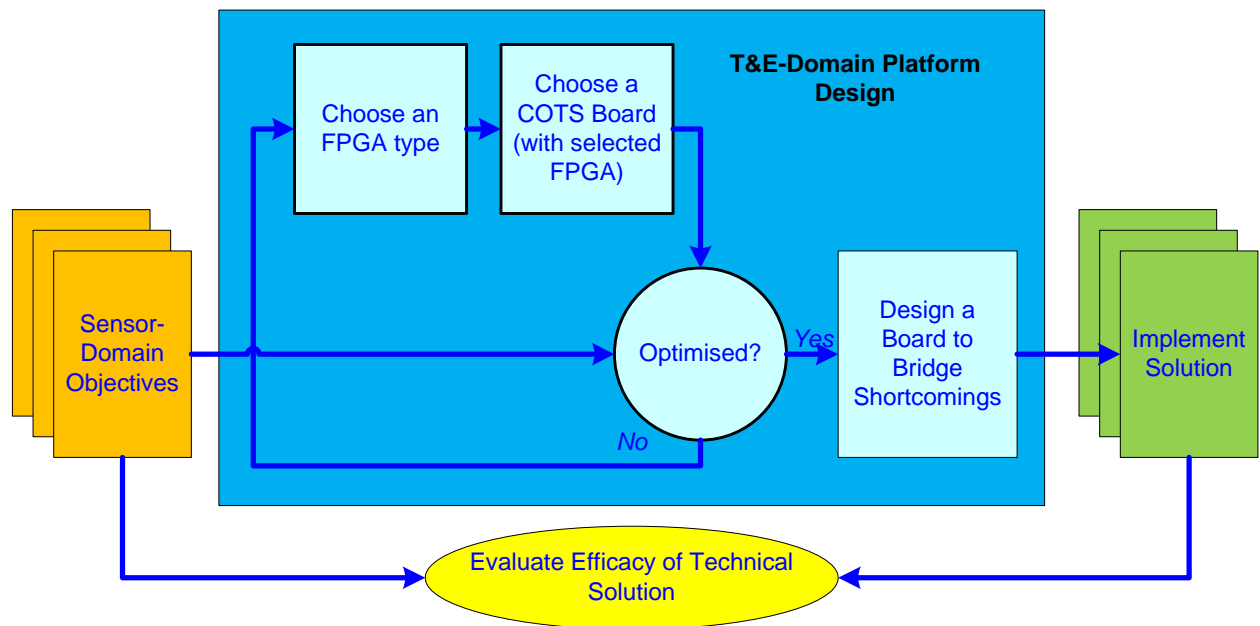 T&E-Domain Platform
Design
Choose an
FPGA type
Choose a
COTS Board
(with selected
FPGA)
Sensor-
Domain
Objectives
Optimised?
Yes
No
Design a
Board to
Bridge
Shortcomings
Implement
Solution
Evaluate Efficacy of Technical
Solution